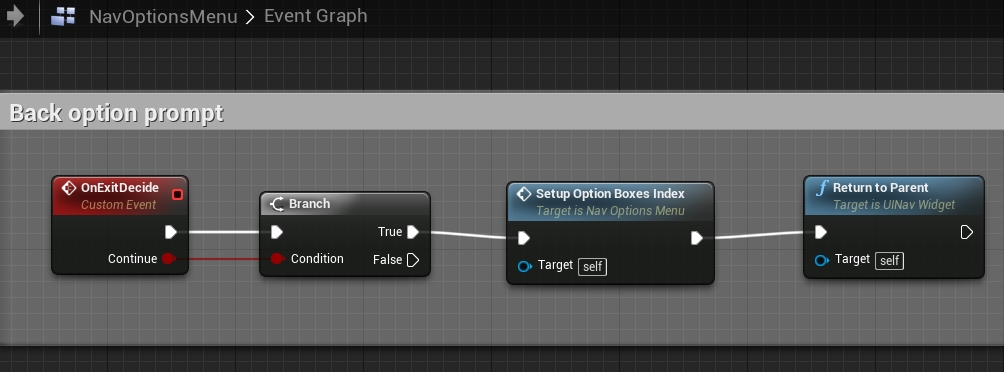 NavOptionsMenu > Event Graph
Back option prompt
OnExitDecide
Custom Event
Continue
Branch
True
Condition
False
Setup Option Boxes Index
Target is Nav Options Menu
Target self
f Return to Parent
Target is UINav Widget
Target self